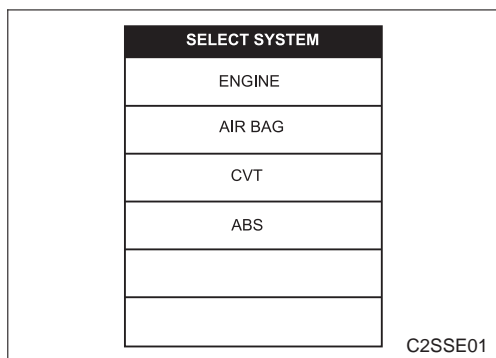 SELECT SYSTEM
ENGINE
AIR BAG
CVT
ABS
C2SSE01